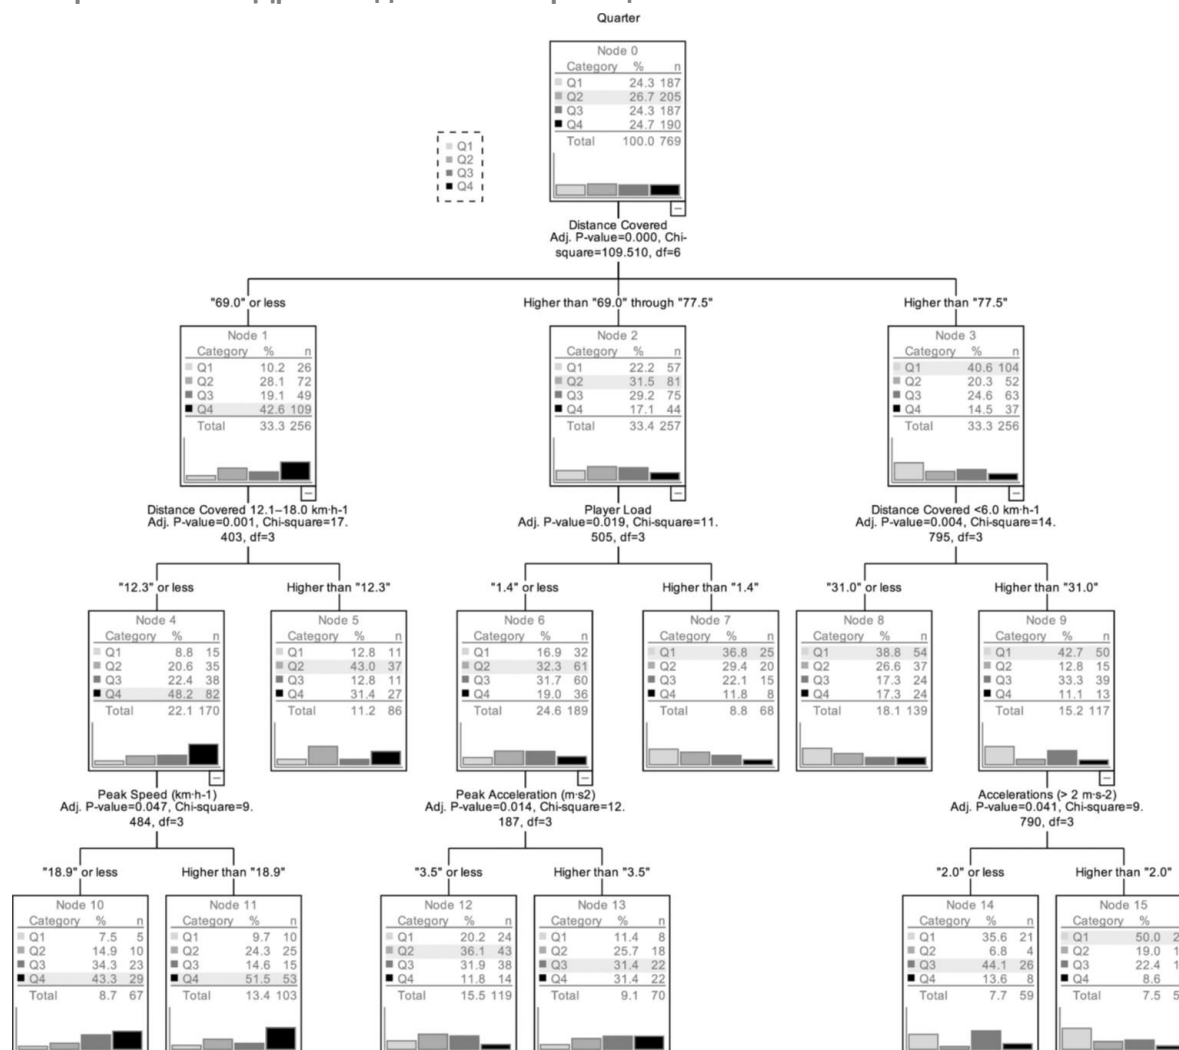 Quarter
Node 0
Category % n
Q1 24.3 187
Q2 26.7 205
Q3 24.3 187
Q4 24.7 190
Total 100.0 769
Q1
Q2
Q3
Q4
Distance Covered
Adj. P-value=0.000, Chi-
square=109.510, df=6
"69.0" or less
Higher than "69.0" through "77.5"
Higher than "77.5"
Node 1
Category % n
Q1 10.2 26
Q2 28.1 72
Q3 19.1 49
Q4 42.6 109
Total 33.3 256
Node 2
Category % n
Q1 22.2 57
Q2 31.5 81
Q3 29.2 75
Q4 17.1 44
Total 33.4 257
Node 3
Category % n
Q1 40.6 104
Q2 20.3 52
Q3 24.6 63
Q4 14.5 37
Total 33.3 256
Distance Covered 12.1–18.0 km·h-1
Adj. P-value=0.001, Chi-square=17.
403, df=3
Player Load
Adj. P-value=0.019, Chi-square=11.
505, df=3
Distance Covered <6.0 km·h-1
Adj. P-value=0.004, Chi-square=14.
795, df=3
"12.3" or less
Higher than "12.3"
"1.4" or less
Higher than "1.4"
"31.0" or less
Higher than "31.0"
Node 4
Category % n
Q1 8.8 15
Q2 20.6 35
Q3 22.4 38
Q4 48.2 82
Total 22.1 170
Node 5
Category % n
Q1 12.8 11
Q2 43.0 37
Q3 12.8 11
Q4 31.4 27
Total 11.2 86
Node 6
Category % n
Q1 16.9 32
Q2 32.3 61
Q3 31.7 60
Q4 19.0 36
Total 24.6 189
Node 7
Category % n
Q1 36.8 25
Q2 29.4 20
Q3 22.1 15
Q4 11.8 8
Total 8.8 68
Node 8
Category % n
Q1 38.8 54
Q2 26.6 37
Q3 17.3 24
Q4 17.3 24
Total 18.1 139
Node 9
Category % n
Q1 42.7 50
Q2 12.8 15
Q3 33.3 39
Q4 11.1 13
Total 15.2 117
Peak Speed (km·h-1)
Adj. P-value=0.047, Chi-square=9.
484, df=3
Peak Acceleration (m·s2)
Adj. P-value=0.014, Chi-square=12.
187, df=3
Accelerations (> 2 m·s-2)
Adj. P-value=0.041, Chi-square=9.
790, df=3
"18.9" or less
Higher than "18.9"
"3.5" or less
Higher than "3.5"
"2.0" or less
Higher than "2.0"
Node 10
Category % n
Q1 7.5 5
Q2 14.9 10
Q3 34.3 23
Q4 43.3 29
Total 8.7 67
Node 11
Category % n
Q1 9.7 10
Q2 24.3 25
Q3 14.6 15
Q4 51.5 53
Total 13.4 103
Node 12
Category % n
Q1 20.2 24
Q2 36.1 43
Q3 31.9 38
Q4 11.8 14
Total 15.5 119
Node 13
Category % n
Q1 11.4 8
Q2 25.7 18
Q3 31.4 22
Q4 31.4 22
Total 9.1 70
Node 14
Category % n
Q1 35.6 21
Q2 6.8 4
Q3 44.1 26
Q4 13.6 8
Total 7.7 59
Node 15
Category %
Q1 50.0
Q2 19.0
Q3 22.4
Q4 8.6
Total 7.5